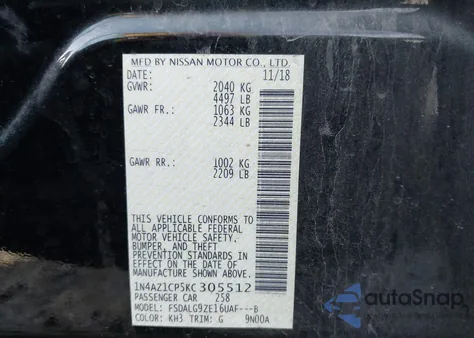 MFD BY NISSAN MOTOR CO., LTD.
DATE: 11/18
GVWR: 2040 KG
4497 LB
GAWR FR: 1063 KG
2344 LB
GAWR RR: 1002 KG
2209 LB
THIS VEHICLE CONFORMS TO
ALL APPLICABLE FEDERAL
MOTOR VEHICLE SAFETY,
BUMPER, AND THEFT
PREVENTION STANDARDS
IN EFFECT ON THE DATE OF
MANUFACTURE SHOWN ABOVE.
1N4AZ1CP5KC305512
PASSENGER CAR 258
MODEL: FSDALG9ZE16UAF---B
COLOR: KH3 TRIM: G 9N00A
autoSnap